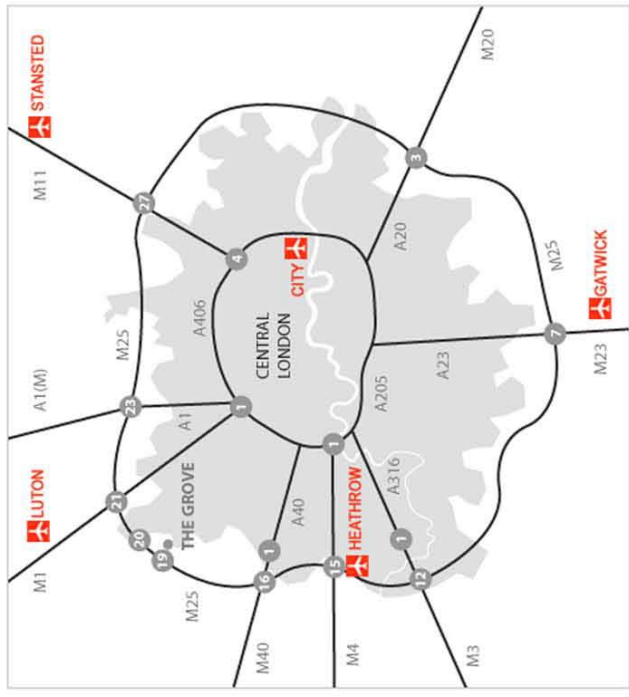 STANSTED
M11
27
4
A406
M25
A1(M)
23
A1
1
LUTON
M1
21
20
19
THE GROVE
M25
CENTRAL
LONDON
CITY
M20
3
A20
A205
A23
M25
GATWICK
7
M23
1
A40
1
16
M40
HEATHROW
15
M4
A316
1
12
M3